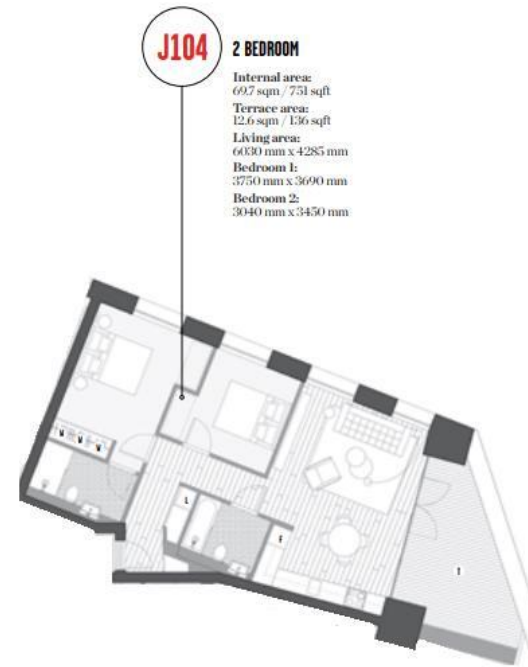 J104
2 BEDROOM
Internal area:
69.7 sqm / 751 sqft
Terrace area:
12.6 sqm / 136 sqft
Living area:
6030 mm x 4285 mm
Bedroom 1:
3750 mm x 3690 mm
Bedroom 2:
3040 mm x 3450 mm
W W W
L
F
T